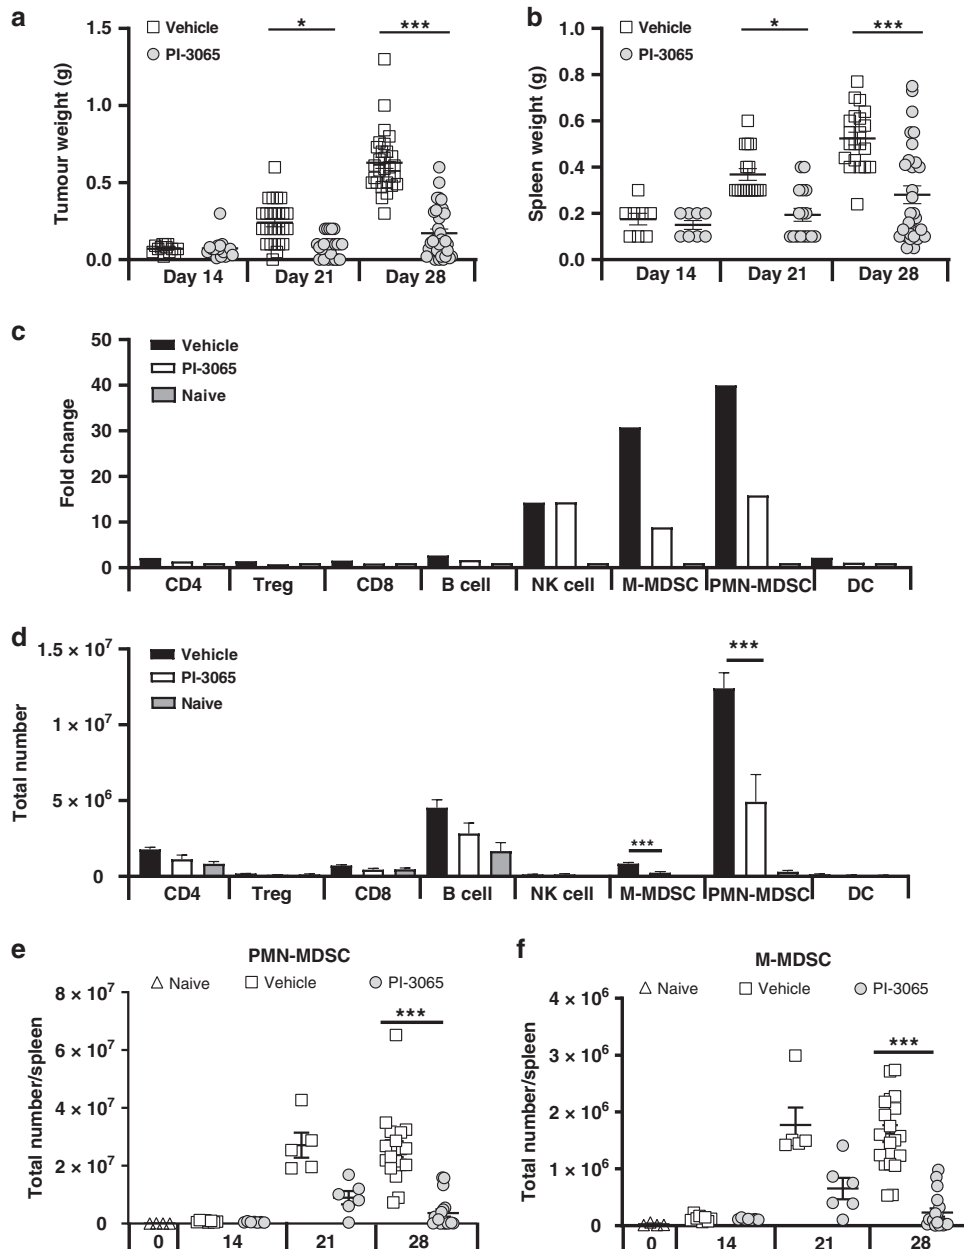 a
Vehicle
PI-3065
*
***
Tumour weight (g)
1.5
1.0
0.5
0.0
Day 14
Day 21
Day 28
b
Vehicle
PI-3065
*
***
Spleen weight (g)
1.0
0.8
0.6
0.4
0.2
0.0
Day 14
Day 21
Day 28
c
Vehicle
PI-3065
Naive
Fold change
50
40
30
20
10
0
CD4
Treg
CD8
B cell
NK cell
M-MDSC
PMN-MDSC
DC
d
Vehicle
PI-3065
Naive
***
***
Total number
1.5 × 10⁷
1 × 10⁷
5 × 10⁶
0
CD4
Treg
CD8
B cell
NK cell
M-MDSC
PMN-MDSC
DC
e
PMN-MDSC
Naive
Vehicle
PI-3065
***
Total number/spleen
8 × 10⁷
6 × 10⁷
4 × 10⁷
2 × 10⁷
0
0
14
21
28
f
M-MDSC
Naive
Vehicle
PI-3065
***
Total number/spleen
4 × 10⁶
3 × 10⁶
2 × 10⁶
1 × 10⁶
0
0
14
21
28